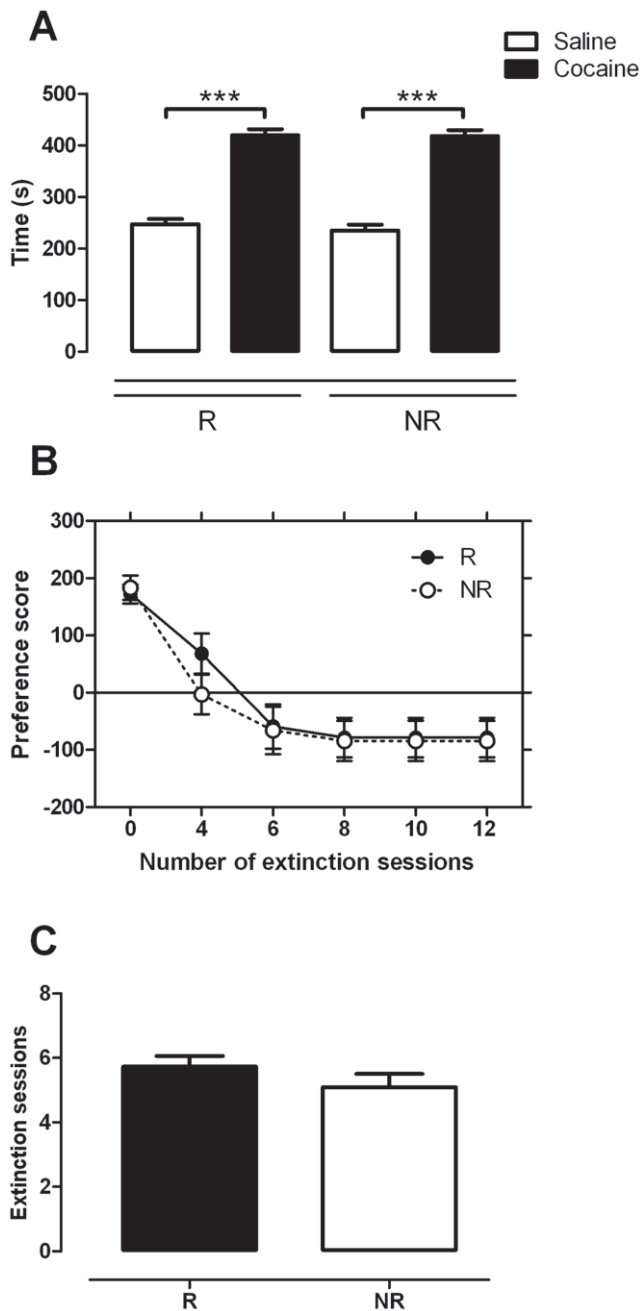 A
Saline
Cocaine
*** ***
500
400
300
200
100
0
Time (s)
R NR
B
300
200
100
0
-100
-200
Preference score
R
NR
0 4 6 8 10 12
Number of extinction sessions
C
8
6
4
2
0
Extinction sessions
R NR